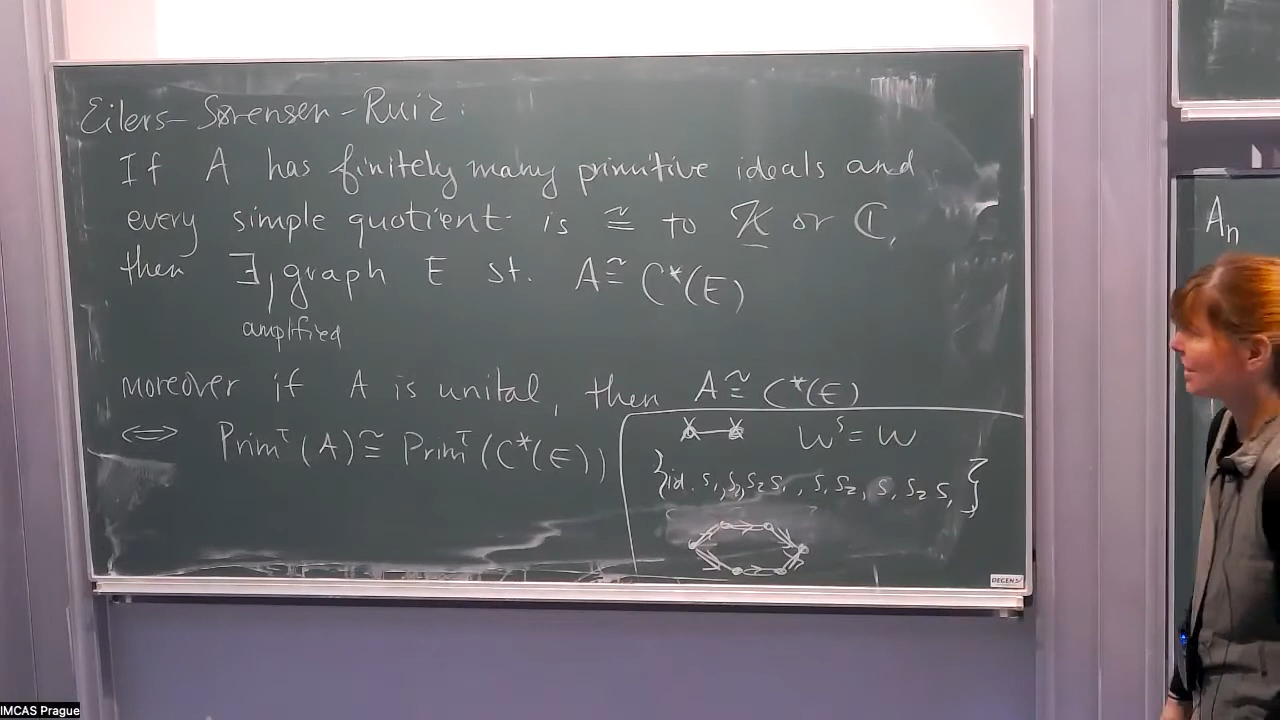 Eilers-Sørensen-Ruiz:
If A has finitely many primitive ideals and
every simple quotient is ≅ to K or ℂ,
then ∃ graph E st. A ≅ C*(E)
amplified
moreover if A is unital, then A ≅ C*(E)
⟺ Prim^τ(A) ≅ Prim^τ(C*(E))
W^S = W
{id, s₁, s₂, s₂s₁, s₁s₂, s₁s₂s₁}
DEGEN
Aₙ
IMCAS Prague